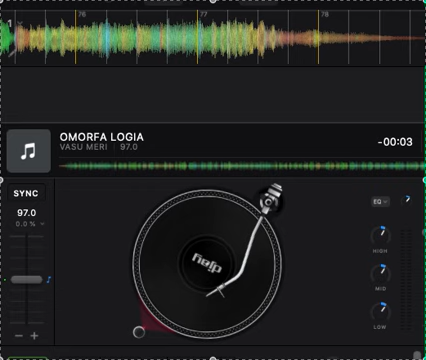 1
76
77
78
OMORFA LOGIA
VASU MERI 97.0
-00:03
SYNC
97.0
0.0 %
EQ
HIGH
MID
LOW
djay